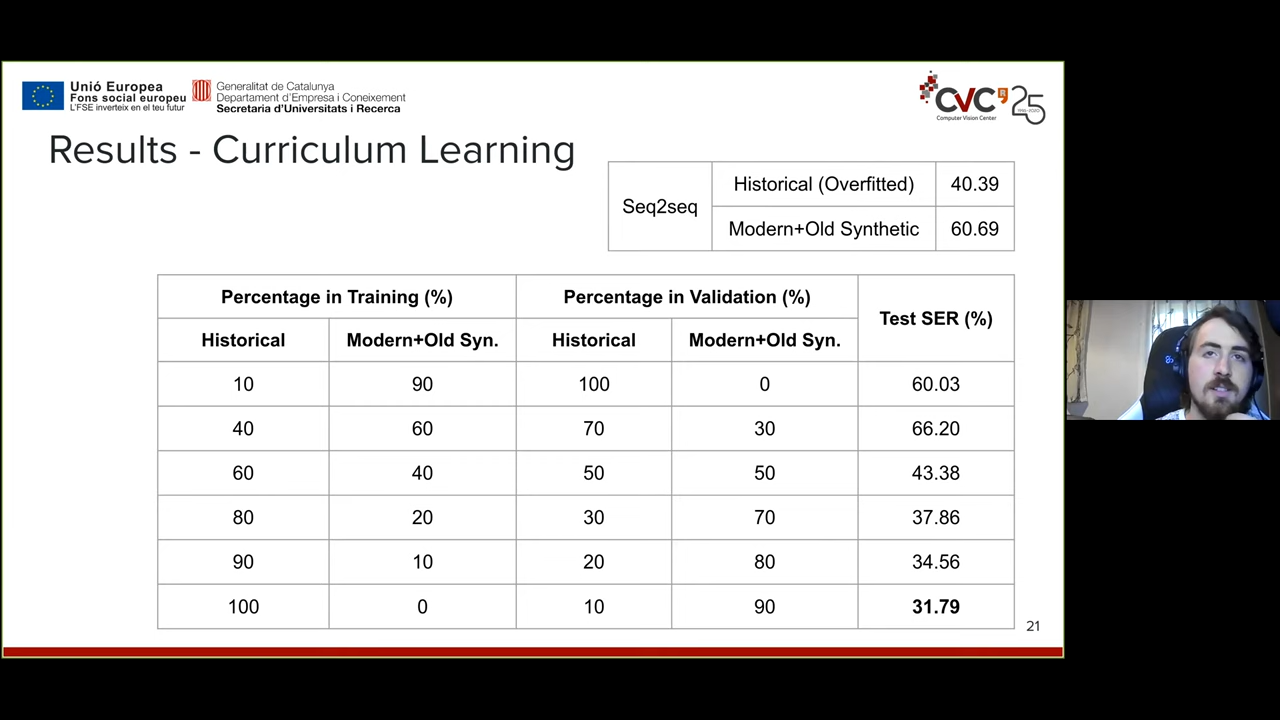 Unió Europea
Fons social europeu
L'FSE inverteix en el teu futur
Generalitat de Catalunya
Departament d'Empresa i Coneixement
Secretaria d'Universitats i Recerca
CVC
Computer Vision Center
25
Results - Curriculum Learning
Seq2seq
Historical (Overfitted) 40.39
Modern+Old Synthetic 60.69
Percentage in Training (%) Percentage in Validation (%) Test SER (%)
Historical Modern+Old Syn. Historical Modern+Old Syn.
10 90 100 0 60.03
40 60 70 30 66.20
60 40 50 50 43.38
80 20 30 70 37.86
90 10 20 80 34.56
100 0 10 90 31.79
21